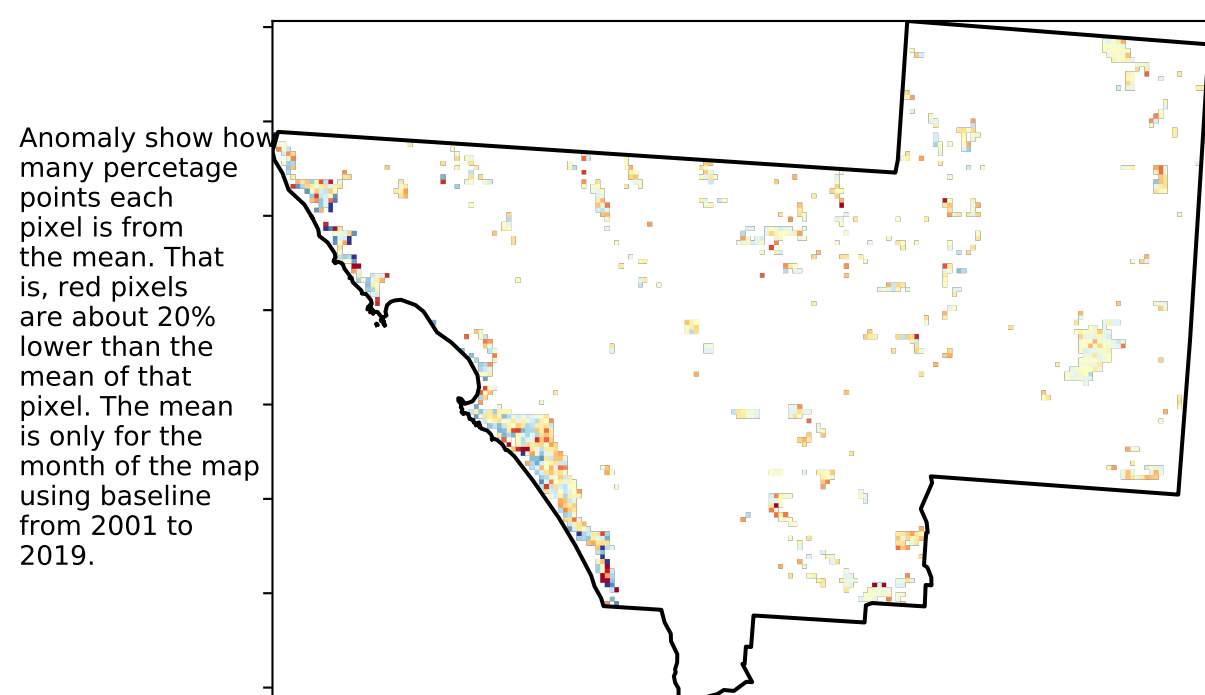 Anomaly show how
many percetage
points each
pixel is from
the mean. That
is, red pixels
are about 20%
lower than the
mean of that
pixel. The mean
is only for the
month of the map
using baseline
from 2001 to
2019.